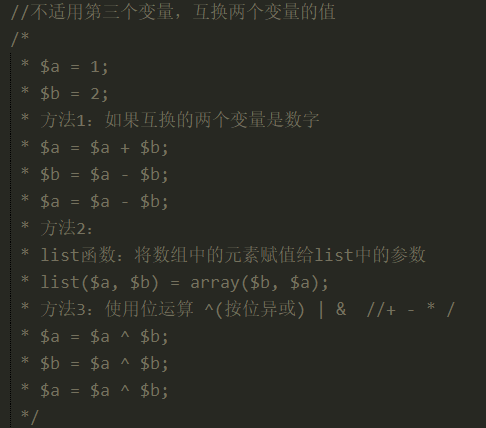 //不适用第三个变量，互换两个变量的值
/*
* $a = 1;
* $b = 2;
* 方法1：如果互换的两个变量是数字
* $a = $a + $b;
* $b = $a - $b;
* $a = $a - $b;
* 方法2：
* list函数：将数组中的元素赋值给list中的参数
* list($a, $b) = array($b, $a);
* 方法3：使用位运算 ^(按位异或) | &  //+ - * /
* $a = $a ^ $b;
* $b = $a ^ $b;
* $a = $a ^ $b;
*/